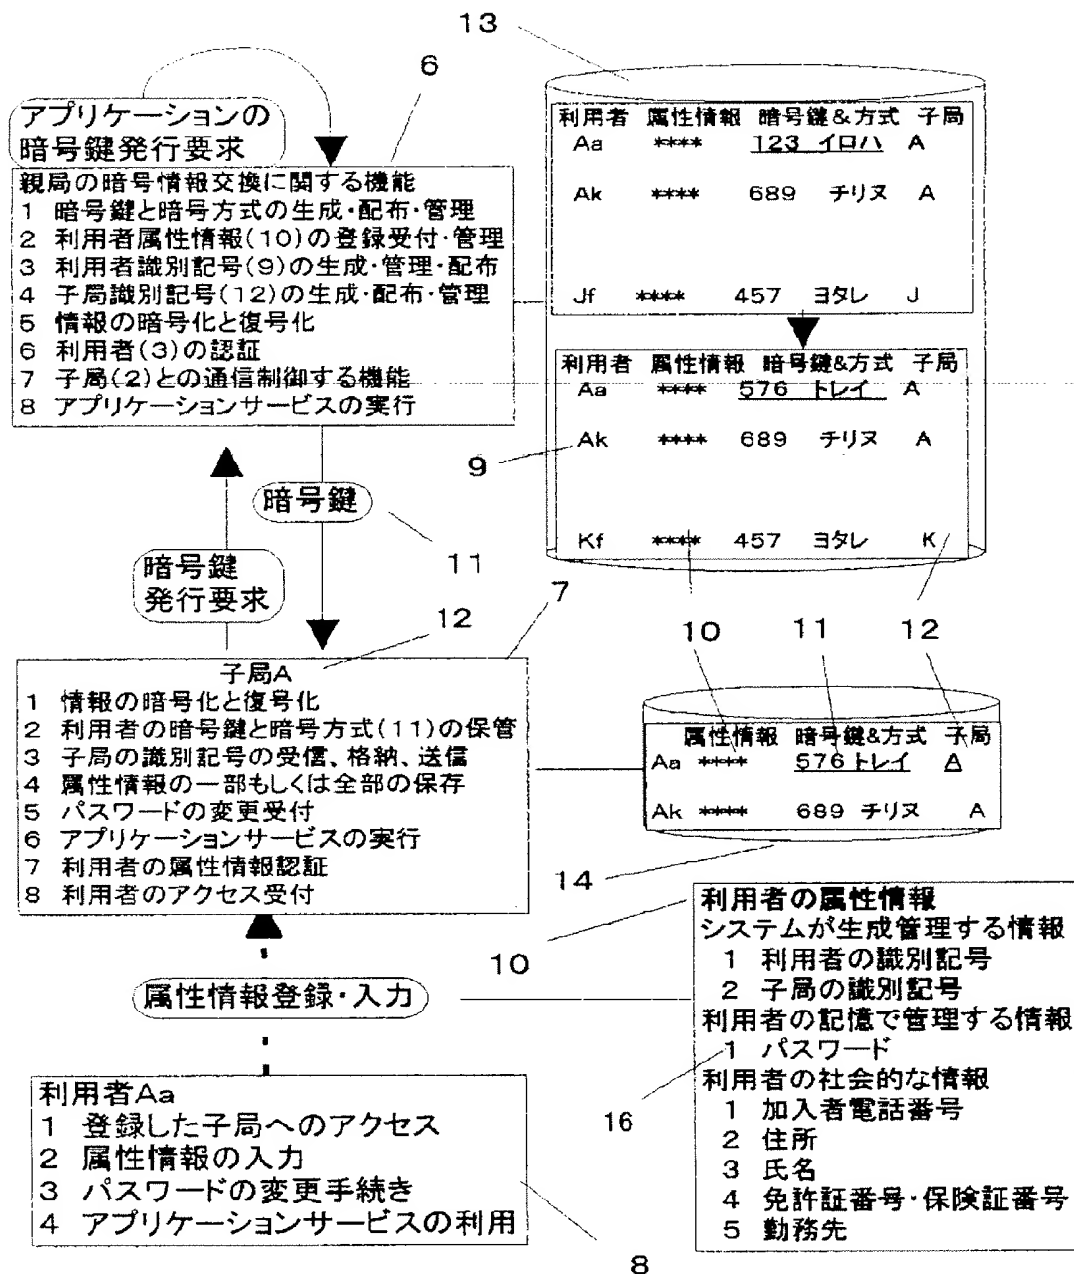 13
6
アプリケーションの
暗号鍵発行要求
親局の暗号情報交換に関する機能
1 暗号鍵と暗号方式の生成・配布・管理
2 利用者属性情報(10)の登録受付・管理
3 利用者識別記号(9)の生成・管理・配布
4 子局識別記号(12)の生成・配布・管理
5 情報の暗号化と復号化
6 利用者(3)の認証
7 子局(2)との通信制御する機能
8 アプリケーションサービスの実行
利用者 属性情報 暗号鍵&方式 子局
Aa **** 123 イロハ A
Ak **** 689 チリヌ A
Jf **** 457 ヨタレ J
利用者 属性情報 暗号鍵&方式 子局
Aa **** 576 トレイ A
Ak **** 689 チリヌ A
Kf **** 457 ヨタレ K
9
暗号鍵
11
暗号鍵
発行要求
7
12
10 11 12
子局A
1 情報の暗号化と復号化
2 利用者の暗号鍵と暗号方式(11)の保管
3 子局の識別記号の受信、格納、送信
4 属性情報の一部もしくは全部の保存
5 パスワードの変更受付
6 アプリケーションサービスの実行
7 利用者の属性情報認証
8 利用者のアクセス受付
属性情報 暗号鍵&方式 子局
Aa **** 576 トレイ A
Ak **** 689 チリヌ A
14
10
属性情報登録・入力
利用者の属性情報
システムが生成管理する情報
1 利用者の識別記号
2 子局の識別記号
利用者の記憶で管理する情報
1 パスワード
利用者の社会的な情報
1 加入者電話番号
2 住所
3 氏名
4 免許証番号・保険証番号
5 勤務先
16
利用者Aa
1 登録した子局へのアクセス
2 属性情報の入力
3 パスワードの変更手続き
4 アプリケーションサービスの利用
8